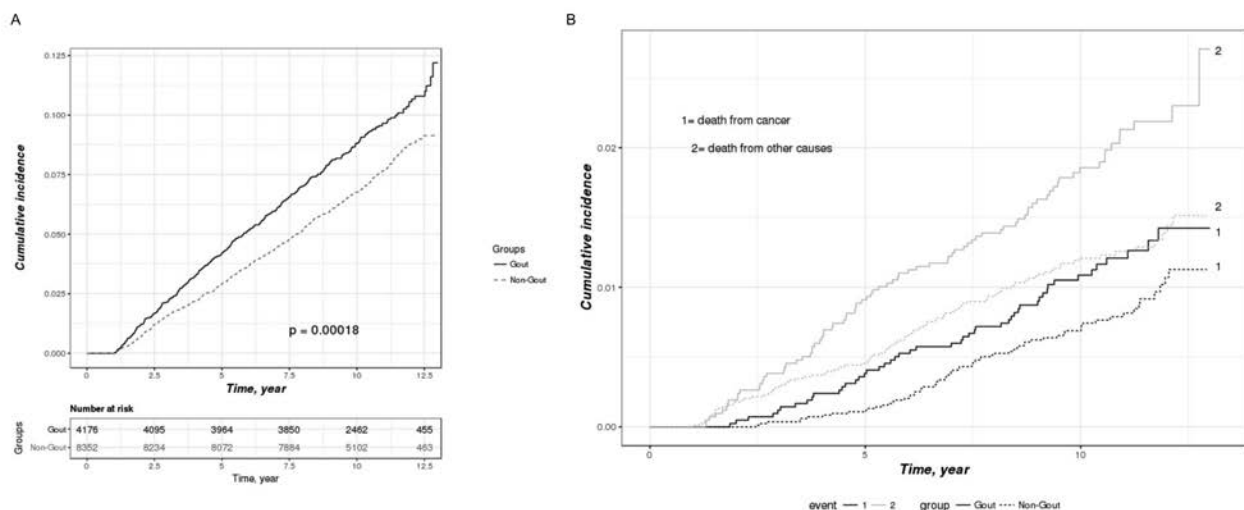 A
Cumulative incidence
0.125
0.100
0.075
0.050
0.025
0.000
p = 0.00018
0
2.5
5
7.5
10
12.5
Time, year
Groups
Gout
Non-Gout
Number at risk
Groups
Gout 4176 4095 3964 3850 2462 455
Non-Gout 8352 8234 8072 7884 5102 463
0 2.5 5 7.5 10 12.5
Time, year
B
Cumulative incidence
0.02
0.01
0.00
1= death from cancer
2= death from other causes
2
2
1
1
0 5 10
Time, year
event 1 2 group Gout Non-Gout